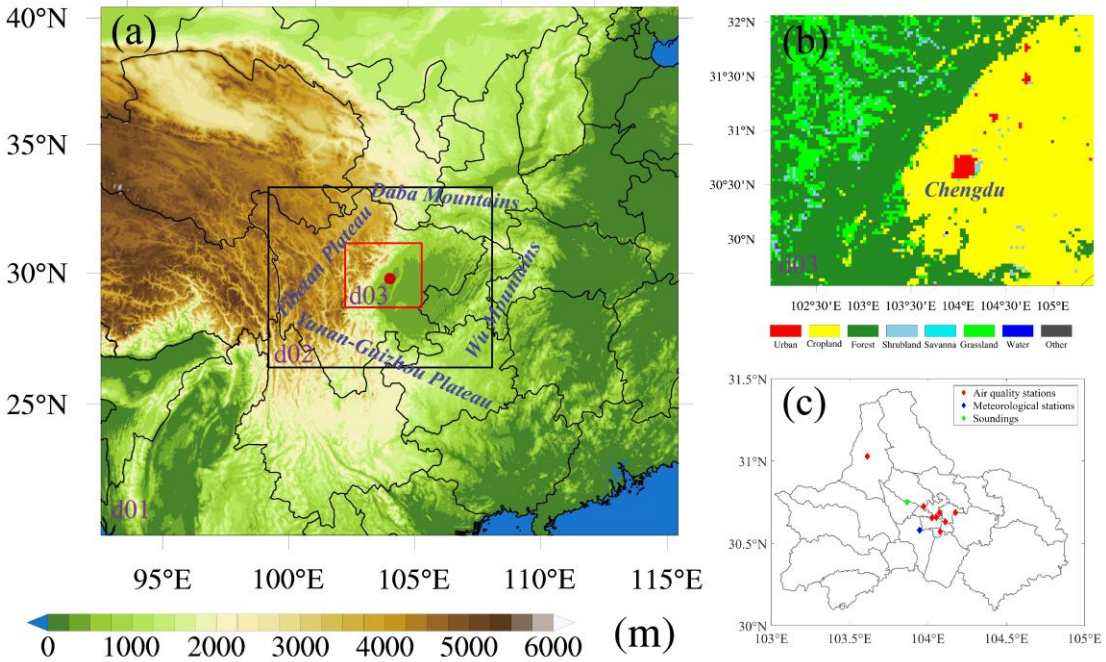 (a)
40°N
35°N
30°N
25°N
Daba Mountains
Tibetan Plateau
Wu Mountains
Yunan-Guizhou Plateau
d03
d02
d01
95°E 100°E 105°E 110°E 115°E
0 1000 2000 3000 4000 5000 6000 (m)
(b)
32°N
31°30'N
31°N
30°30'N
30°N
Chengdu
d03
102°30'E 103°E 103°30'E 104°E 104°30'E 105°E
Urban Cropland Forest Shrubland Savanna Grassland Water Other
(c)
31.5°N
31°N
30.5°N
30°N
Air quality stations
Meteorological stations
Soundings
103°E 103.5°E 104°E 104.5°E 105°E